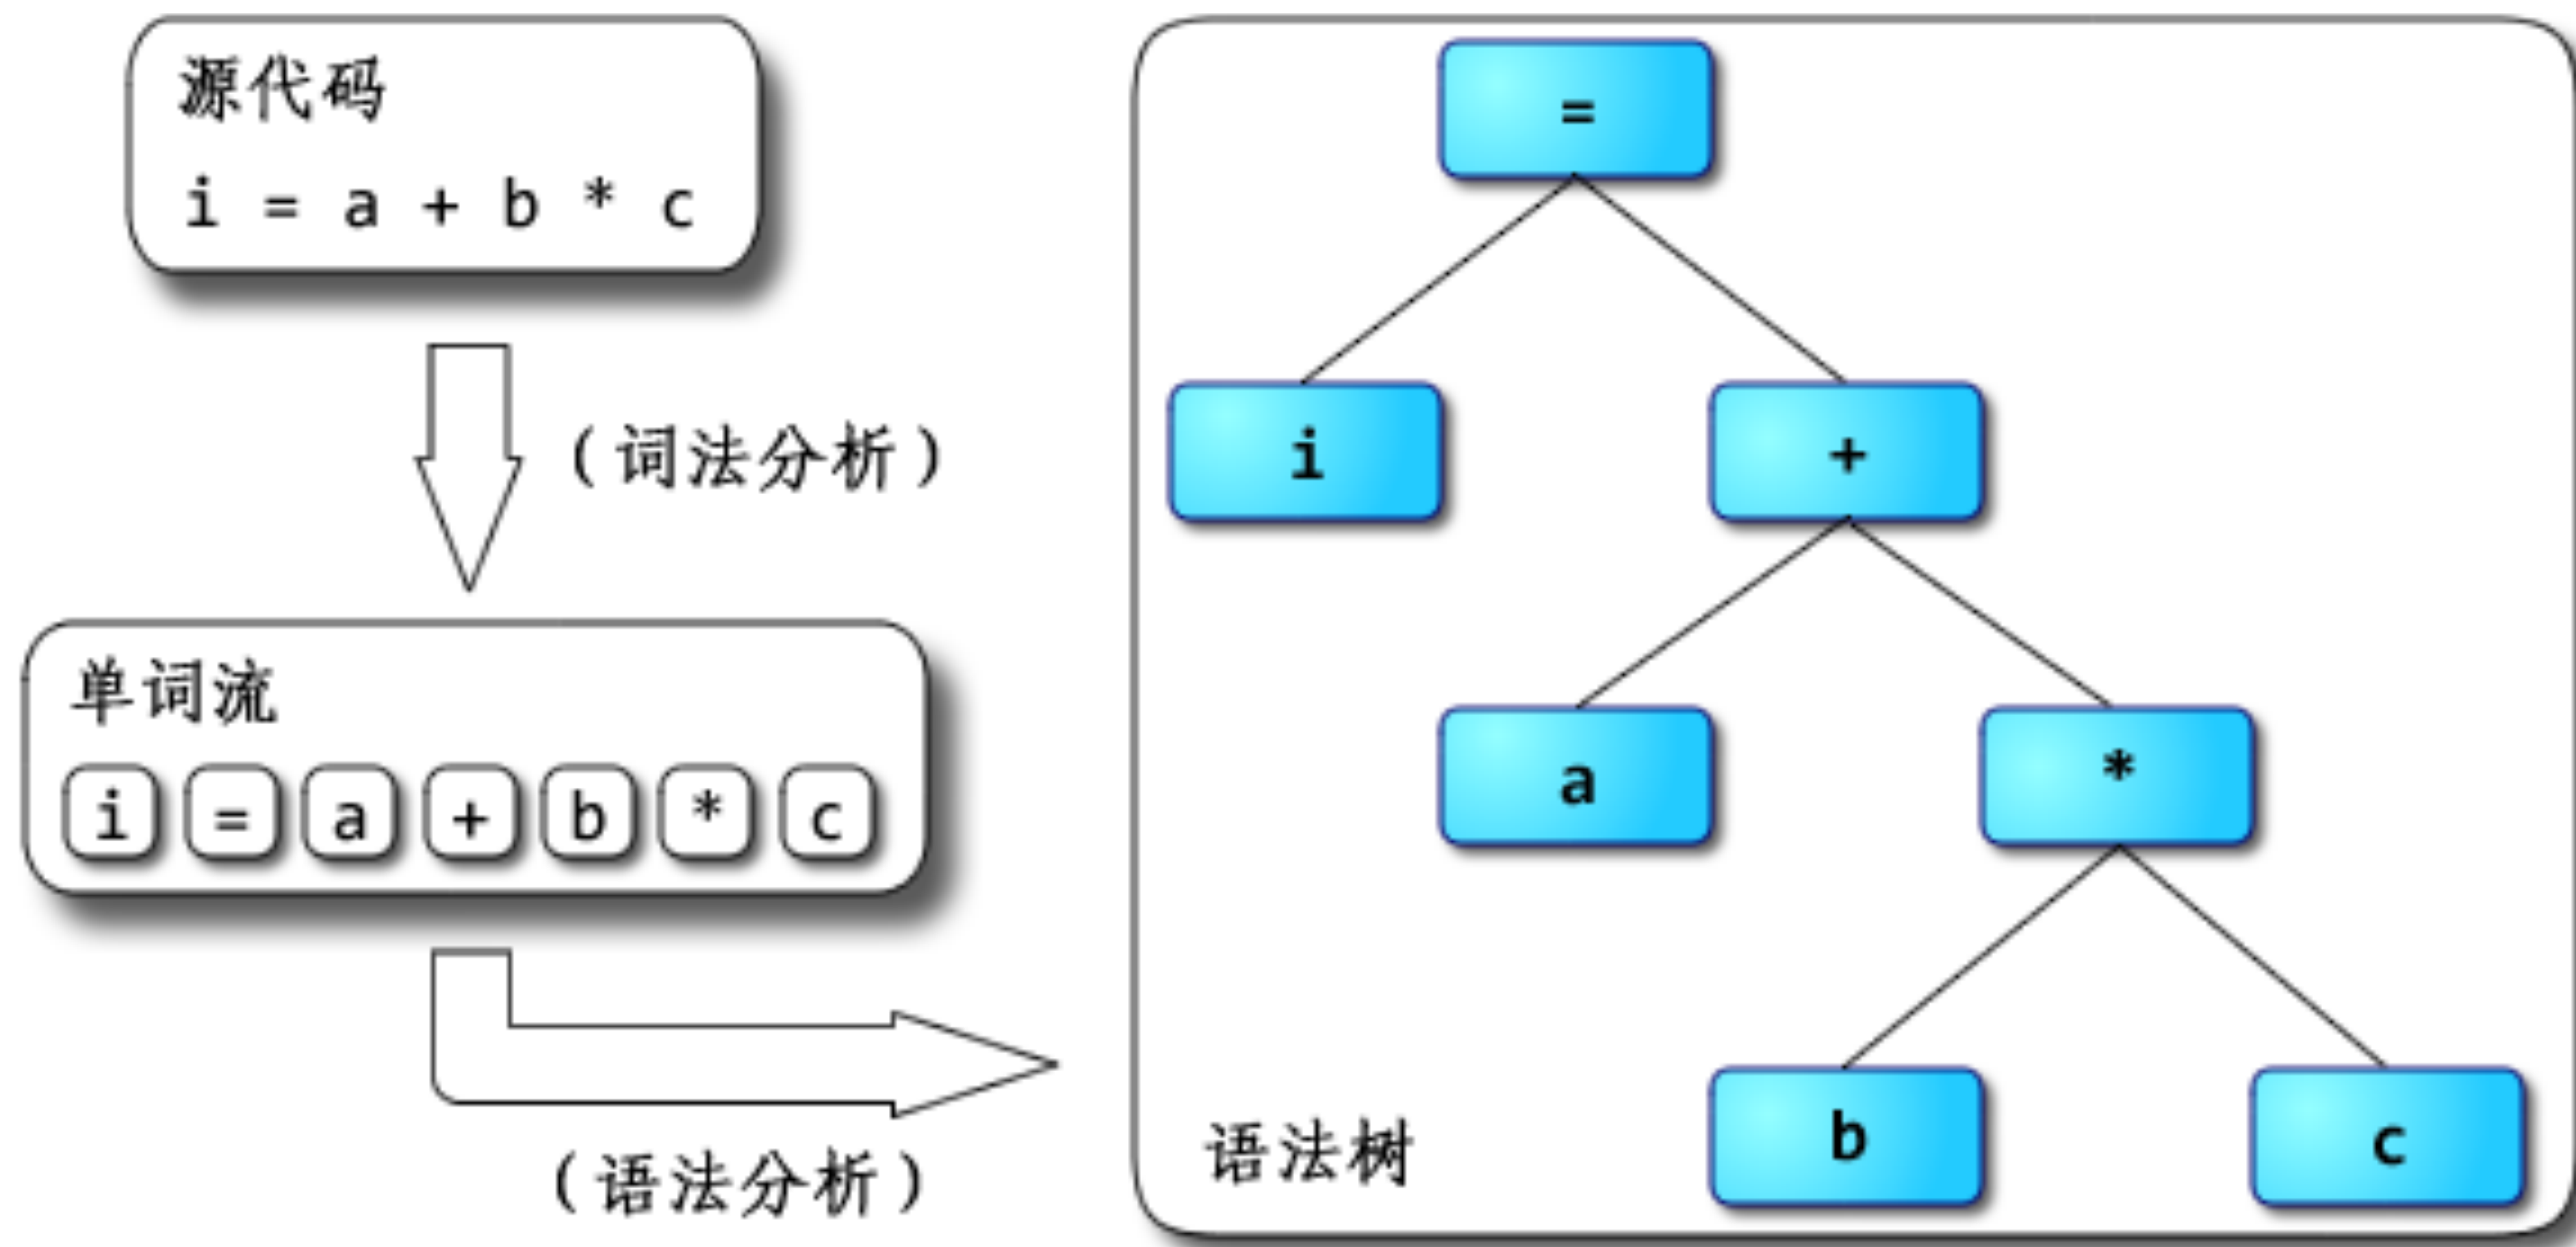 源代码
i = a + b * c
（词法分析）
单词流
i = a + b * c
（语法分析）
=
i +
a *
b c
语法树